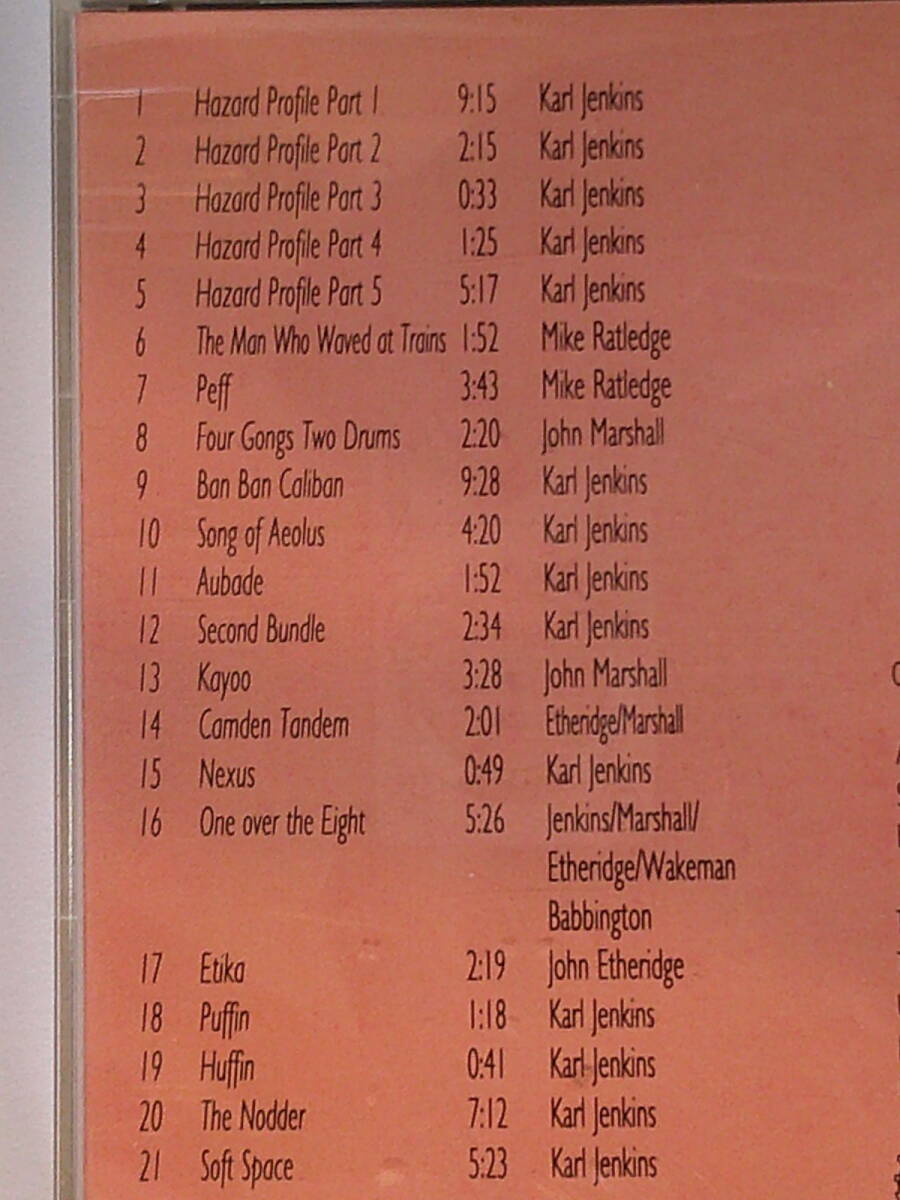 1 Hazard Profile Part 1 9:15 Karl Jenkins
2 Hazard Profile Part 2 2:15 Karl Jenkins
3 Hazard Profile Part 3 0:33 Karl Jenkins
4 Hazard Profile Part 4 1:25 Karl Jenkins
5 Hazard Profile Part 5 5:17 Karl Jenkins
6 The Man Who Waved at Trains 1:52 Mike Ratledge
7 Peff 3:43 Mike Ratledge
8 Four Gongs Two Drums 2:20 John Marshall
9 Ban Ban Caliban 9:28 Karl Jenkins
10 Song of Aeolus 4:20 Karl Jenkins
11 Aubade 1:52 Karl Jenkins
12 Second Bundle 2:34 Karl Jenkins
13 Kayoo 3:28 John Marshall
14 Camden Tandem 2:01 Etheridge/Marshall
15 Nexus 0:49 Karl Jenkins
16 One over the Eight 5:26 Jenkins/Marshall/
Etheridge/Wakeman
Babbington
17 Etika 2:19 John Etheridge
18 Puffin 1:18 Karl Jenkins
19 Huffin 0:41 Karl Jenkins
20 The Nodder 7:12 Karl Jenkins
21 Soft Space 5:23 Karl Jenkins